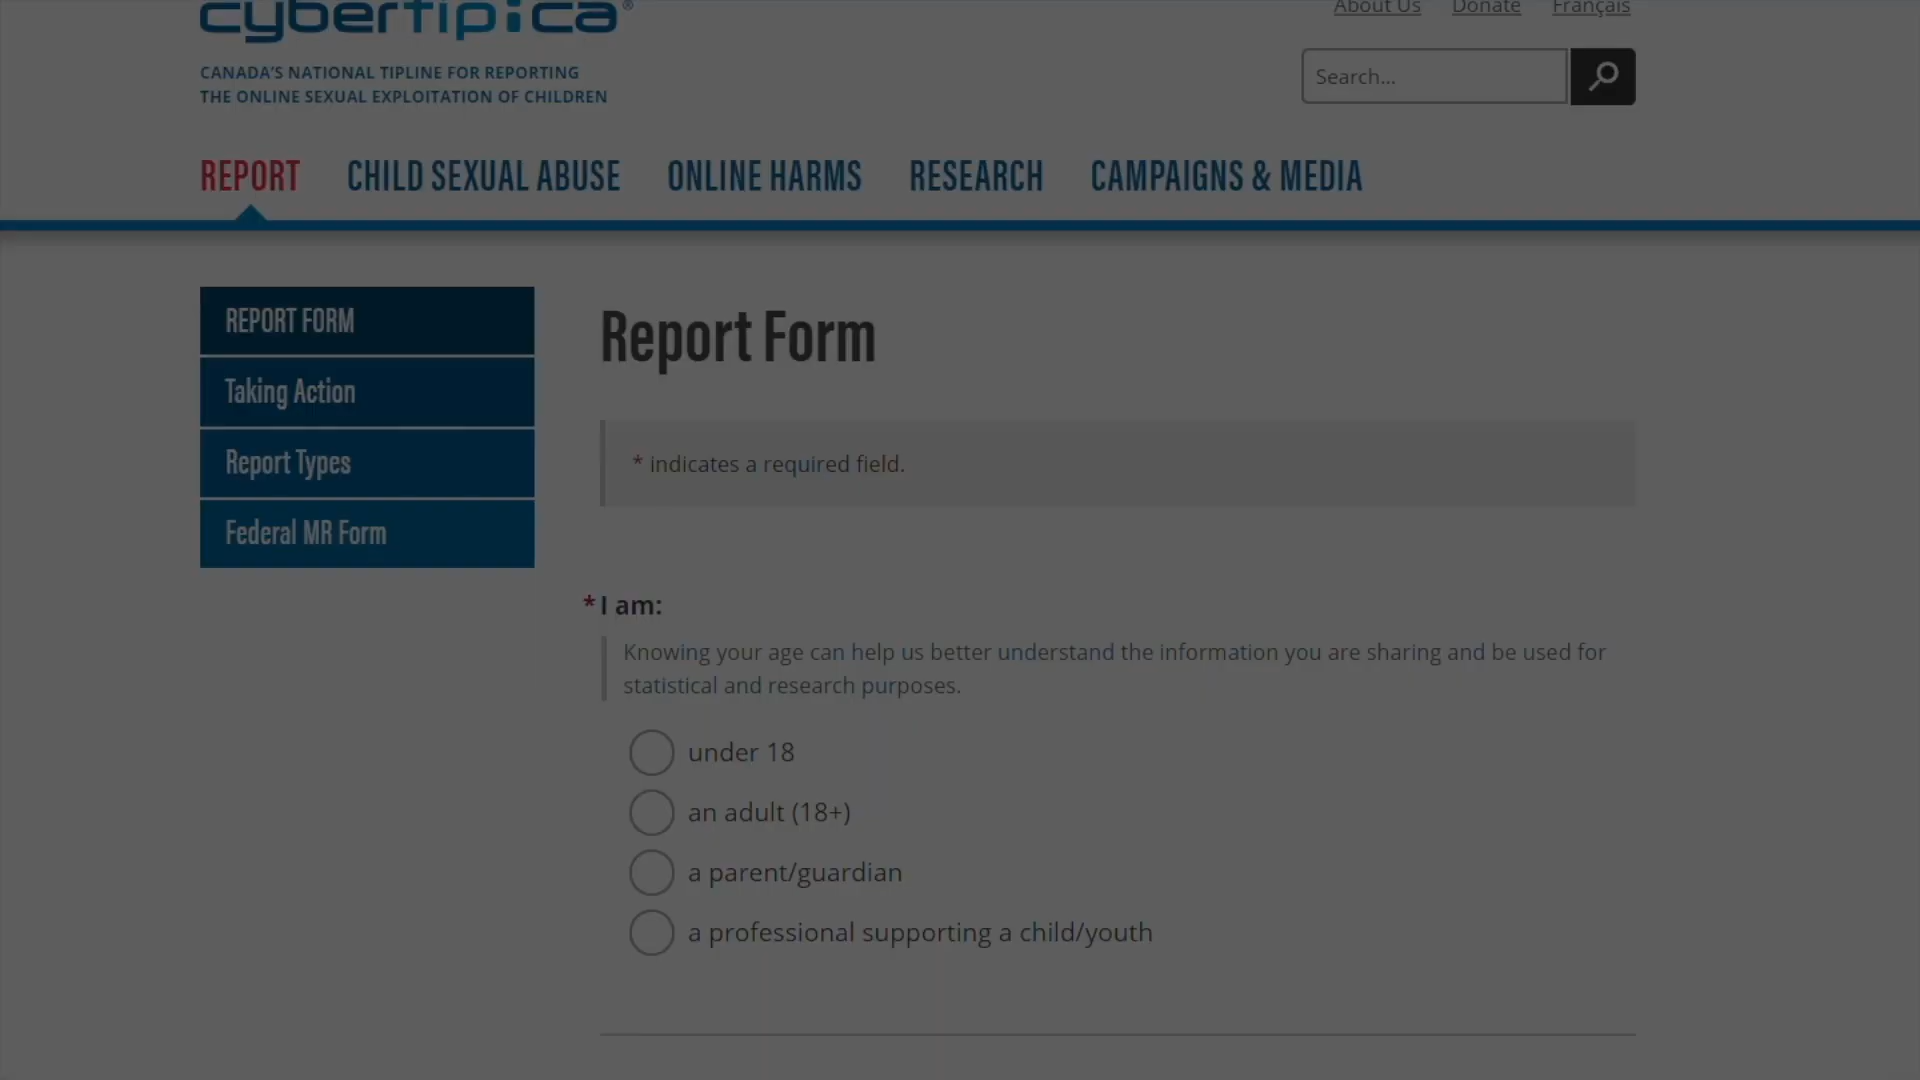 cybertip.ca®
About Us Donate Français
CANADA'S NATIONAL TIPLINE FOR REPORTING
THE ONLINE SEXUAL EXPLOITATION OF CHILDREN
Search...
REPORT CHILD SEXUAL ABUSE ONLINE HARMS RESEARCH CAMPAIGNS & MEDIA
REPORT FORM
Taking Action
Report Types
Federal MR Form
Report Form
* indicates a required field.
* I am:
Knowing your age can help us better understand the information you are sharing and be used for
statistical and research purposes.
under 18
an adult (18+)
a parent/guardian
a professional supporting a child/youth